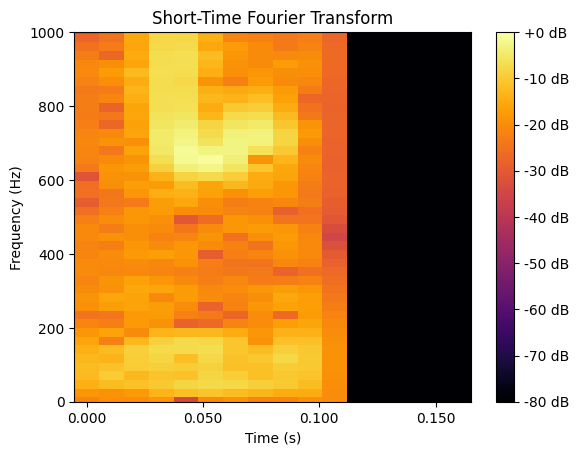 Short-Time Fourier Transform
1000
800
600
400
200
0
Frequency (Hz)
0.000
0.050
0.100
0.150
Time (s)
+0 dB
-10 dB
-20 dB
-30 dB
-40 dB
-50 dB
-60 dB
-70 dB
-80 dB